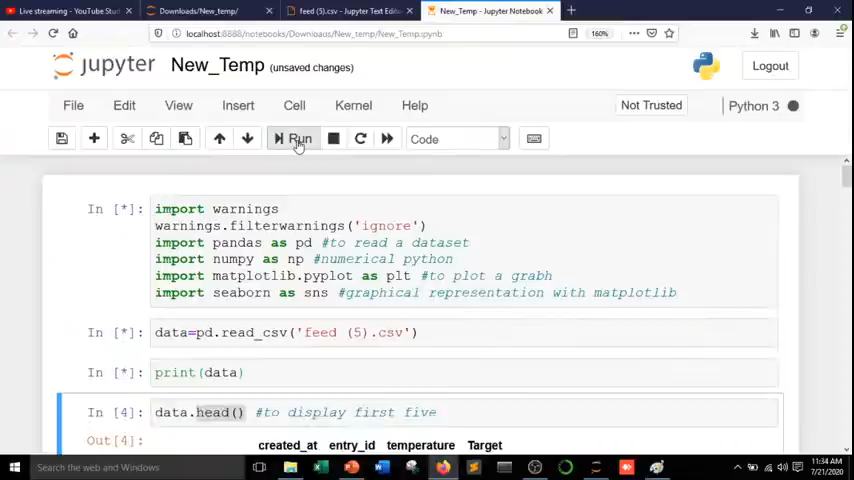 Live streaming - YouTube Stud
Downloads/New_temp/
feed (5).csv - Jupyter Text Edito
New_Temp - Jupyter Notebook
localhost:8888/notebooks/Downloads/New_temp/New_Temp.ipynb
160%
jupyter New_Temp (unsaved changes)
Logout
File Edit View Insert Cell Kernel Help
Not Trusted
Python 3
Run
Code
In [*]:
import warnings
warnings.filterwarnings('ignore')
import pandas as pd #to read a dataset
import numpy as np #numerical python
import matplotlib.pyplot as plt #to plot a grabh
import seaborn as sns #graphical representation with matplotlib
In [*]: data=pd.read_csv('feed (5).csv')
In [*]: print(data)
In [4]: data.head() #to display first five
Out[4]:
created_at entry_id temperature Target
Search the web and Windows
11:34 AM
7/21/2020